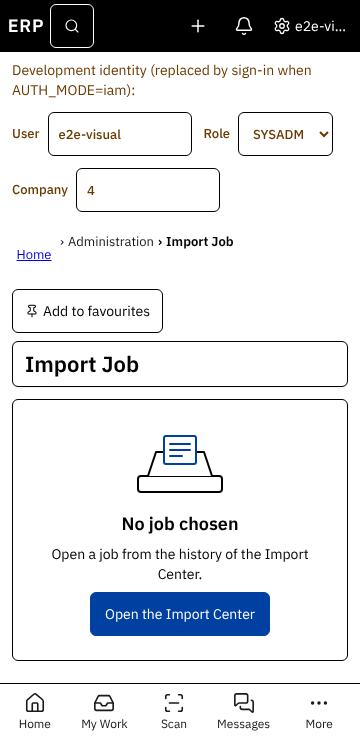 ERP e2e-vi...
Development identity (replaced by sign-in when
AUTH_MODE=iam):
User e2e-visual Role SYSADM
Company 4
Home › Administration › Import Job
Add to favourites
Import Job
No job chosen
Open a job from the history of the Import
Center.
Open the Import Center
Home My Work Scan Messages More